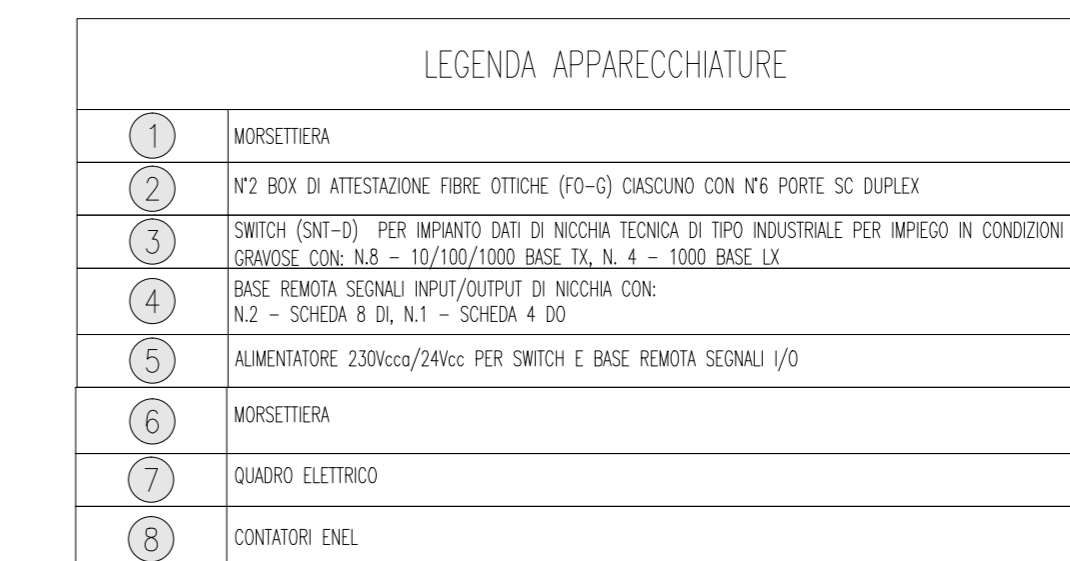 LEGENDA APPARECCHIATURE
1 MORSETTIERA
2 N°2 BOX DI ATTESTAZIONE FIBRE OTTICHE (FO-G) CIASCUNO CON N°6 PORTE SC DUPLEX
3 SWITCH (SNT-D) PER IMPIANTO DATI DI NICCHIA TECNICA DI TIPO INDUSTRIALE PER IMPIEGO IN CONDIZIONI
GRAVOSE CON: N.8 - 10/100/1000 BASE TX, N. 4 - 1000 BASE LX
4 BASE REMOTA SEGNALI INPUT/OUTPUT DI NICCHIA CON:
N.2 - SCHEDA 8 DI, N.1 - SCHEDA 4 DO
5 ALIMENTATORE 230Vcca/24Vcc PER SWITCH E BASE REMOTA SEGNALI I/O
6 MORSETTIERA
7 QUADRO ELETTRICO
8 CONTATORI ENEL